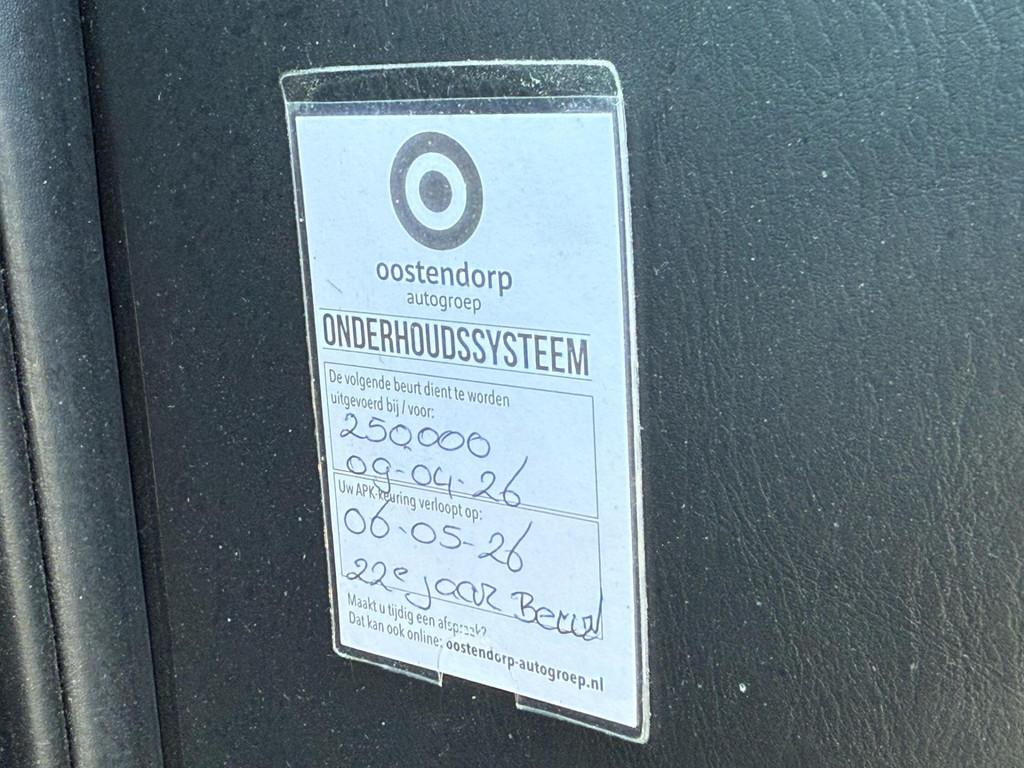 oostendorp
autogroep
ONDERHOUDSSYSTEEM
De volgende beurt dient te worden
uitgevoerd bij / voor:
250.000
09-04-26
Uw APK-keuring verloopt op:
06-05-26
22e jaar Beurt
Maakt u tijdig een afspraak?
Dat kan ook online: oostendorp-autogroep.nl